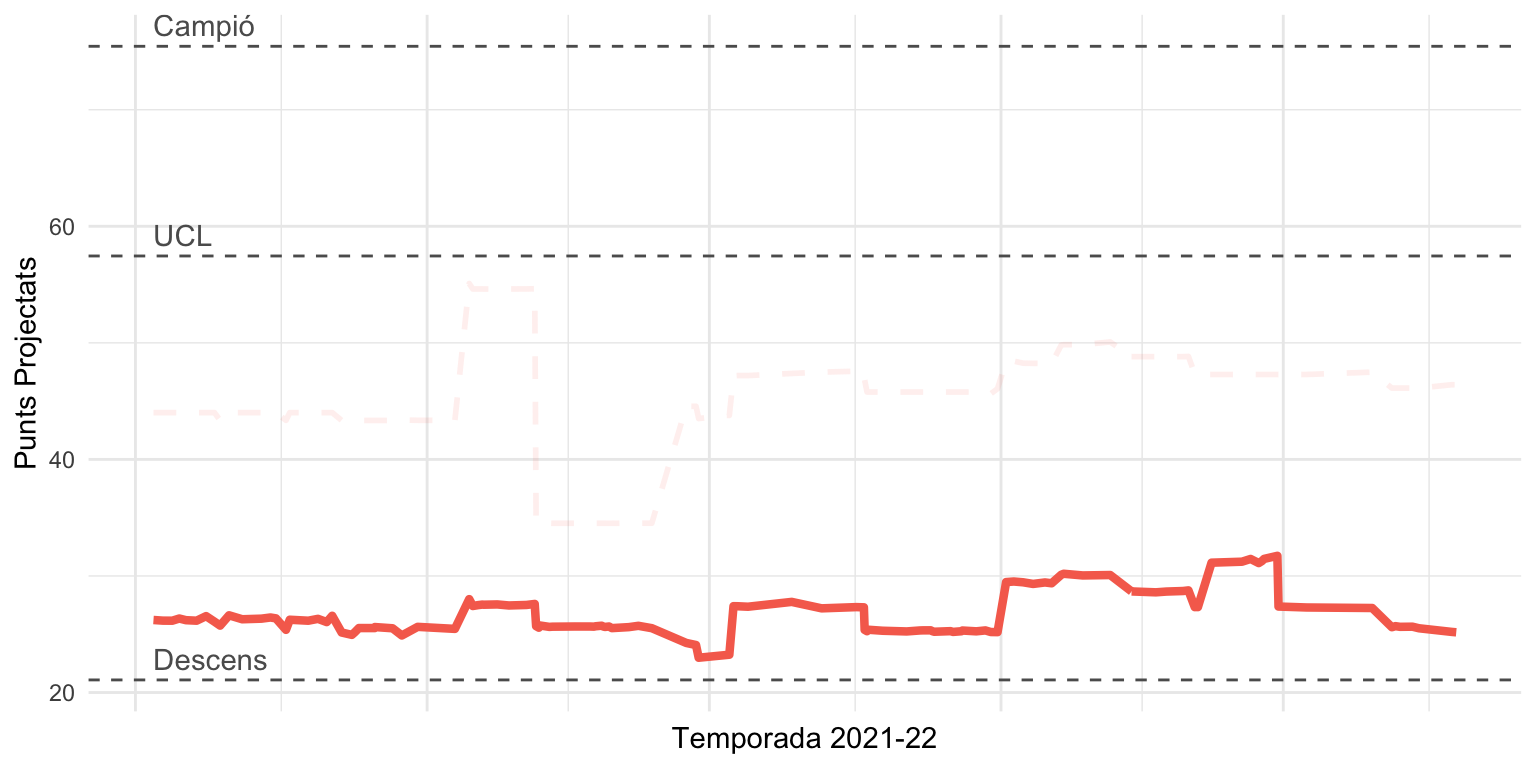 Campió
60
UCL
Punts Projectats
40
Descens
20
Temporada 2021-22